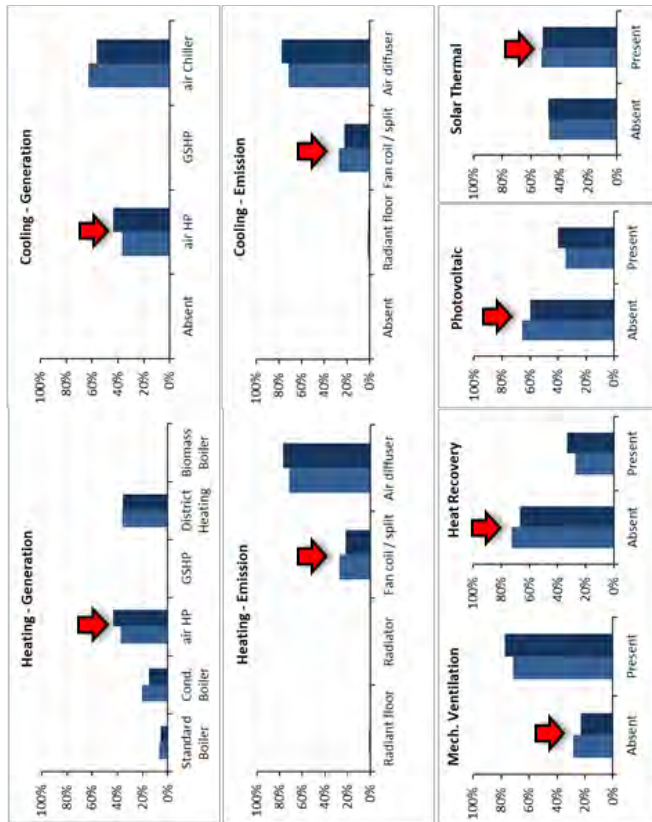 Heating - Generation
100%
80%
60%
40%
20%
0%
Standard Boiler
Cond. Boiler
air HP
GSHP
District Heating
Biomass Boiler
Cooling - Generation
100%
80%
60%
40%
20%
0%
Absent
air HP
GSHP
air Chiller
Heating - Emission
100%
80%
60%
40%
20%
0%
Radiant floor
Radiator
Fan coil / split
Air diffuser
Cooling - Emission
100%
80%
60%
40%
20%
0%
Absent
Radiant floor
Fan coil / split
Air diffuser
Mech. Ventilation
100%
80%
60%
40%
20%
0%
Absent
Present
Heat Recovery
100%
80%
60%
40%
20%
0%
Absent
Present
Photovoltaic
100%
80%
60%
40%
20%
0%
Absent
Present
Solar Thermal
100%
80%
60%
40%
20%
0%
Absent
Present